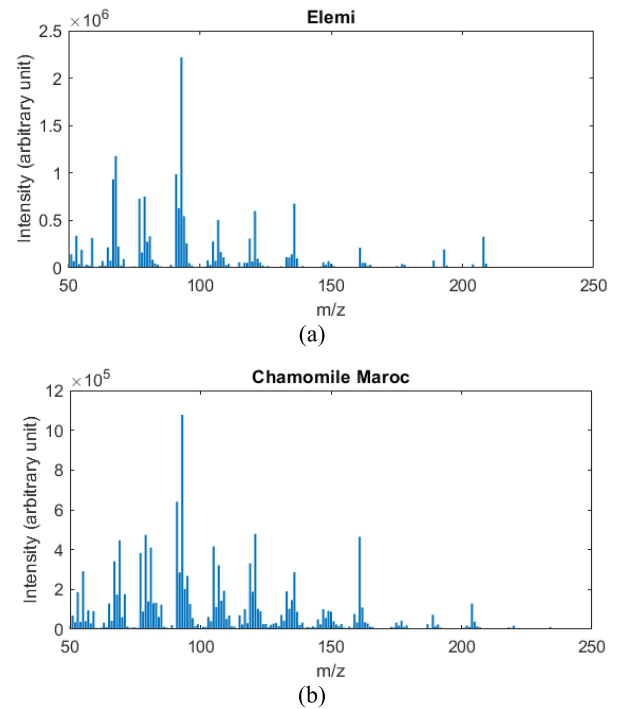 Elemi
×10^6
2.5
2
1.5
1
0.5
0
Intensity (arbitrary unit)
50 100 150 200 250
m/z
(a)
Chamomile Maroc
×10^5
12
10
8
6
4
2
0
Intensity (arbitrary unit)
50 100 150 200 250
m/z
(b)